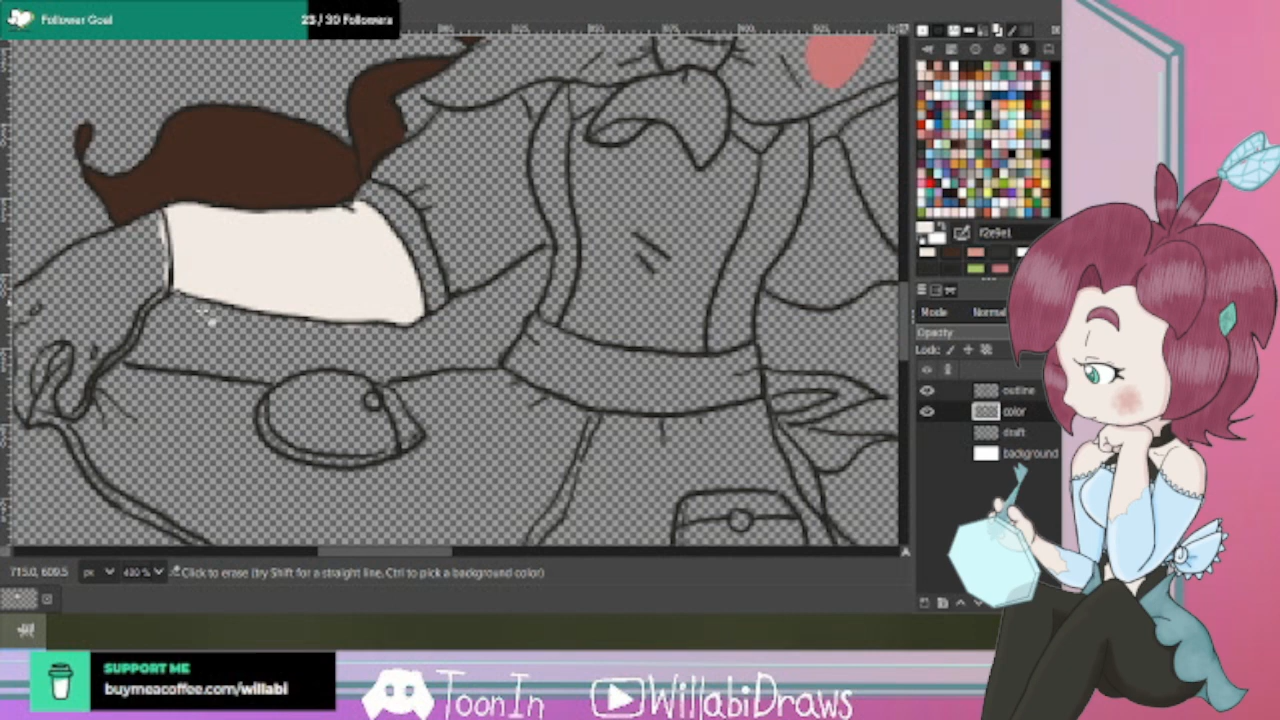 Follower Goal
23 / 30 Followers
f2e9e1
Mode
Normal
Opacity
Lock:
outline
color
draft
background
715.0, 609.5
px
400 %
Click to erase (try Shift for a straight line, Ctrl to pick a background color)
SUPPORT ME
buymeacoffee.com/willabi
ToonIn
WillabiDraws